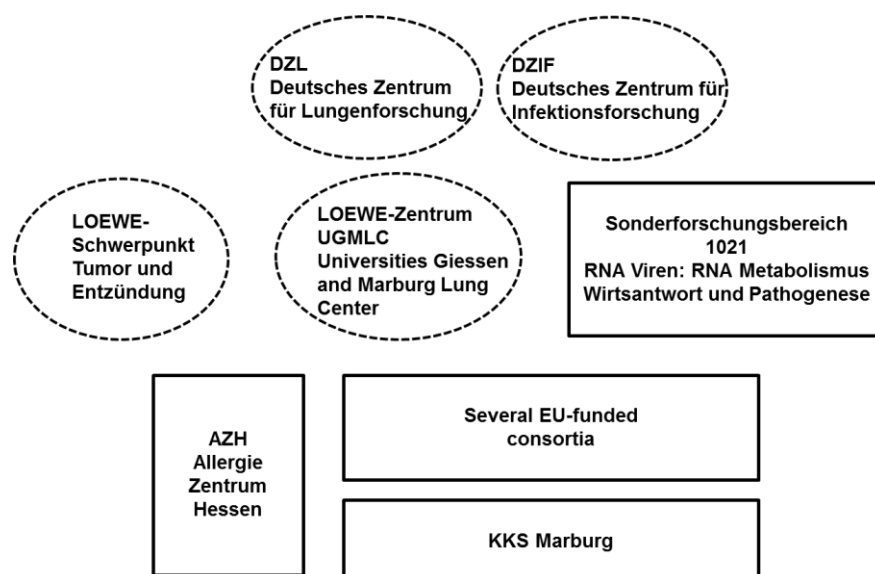 DZL
Deutsches Zentrum
für Lungenforschung
DZIF
Deutsches Zentrum für
Infektionsforschung
LOEWE-
Schwerpunkt
Tumor und
Entzündung
LOEWE-Zentrum
UGMLC
Universities Giessen
and Marburg Lung
Center
Sonderforschungsbereich
1021
RNA Viren: RNA Metabolismus
Wirtsantwort und Pathogenese
AZH
Allergie
Zentrum
Hessen
Several EU-funded
consortia
KKS Marburg